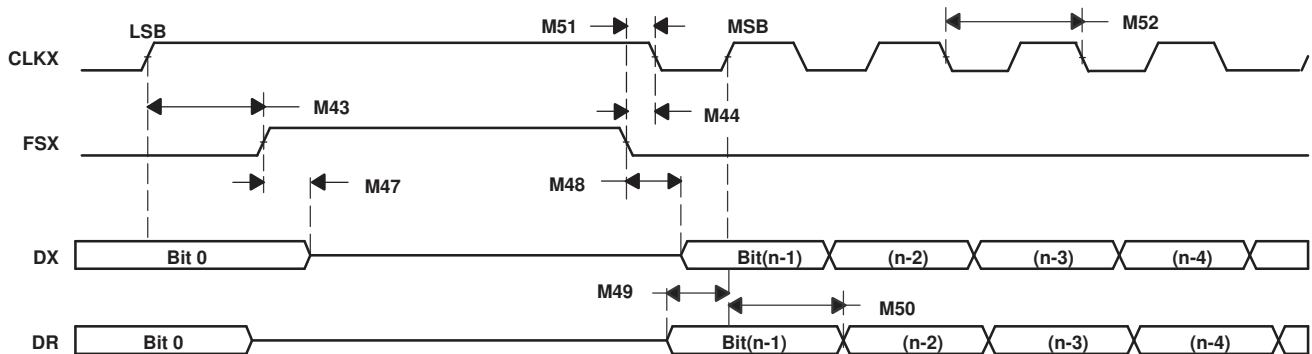 LSB
M51
MSB
M52
CLKX
M43
M44
FSX
M47
M48
DX
Bit 0
Bit(n-1)
(n-2)
(n-3)
(n-4)
M49
M50
DR
Bit 0
Bit(n-1)
(n-2)
(n-3)
(n-4)